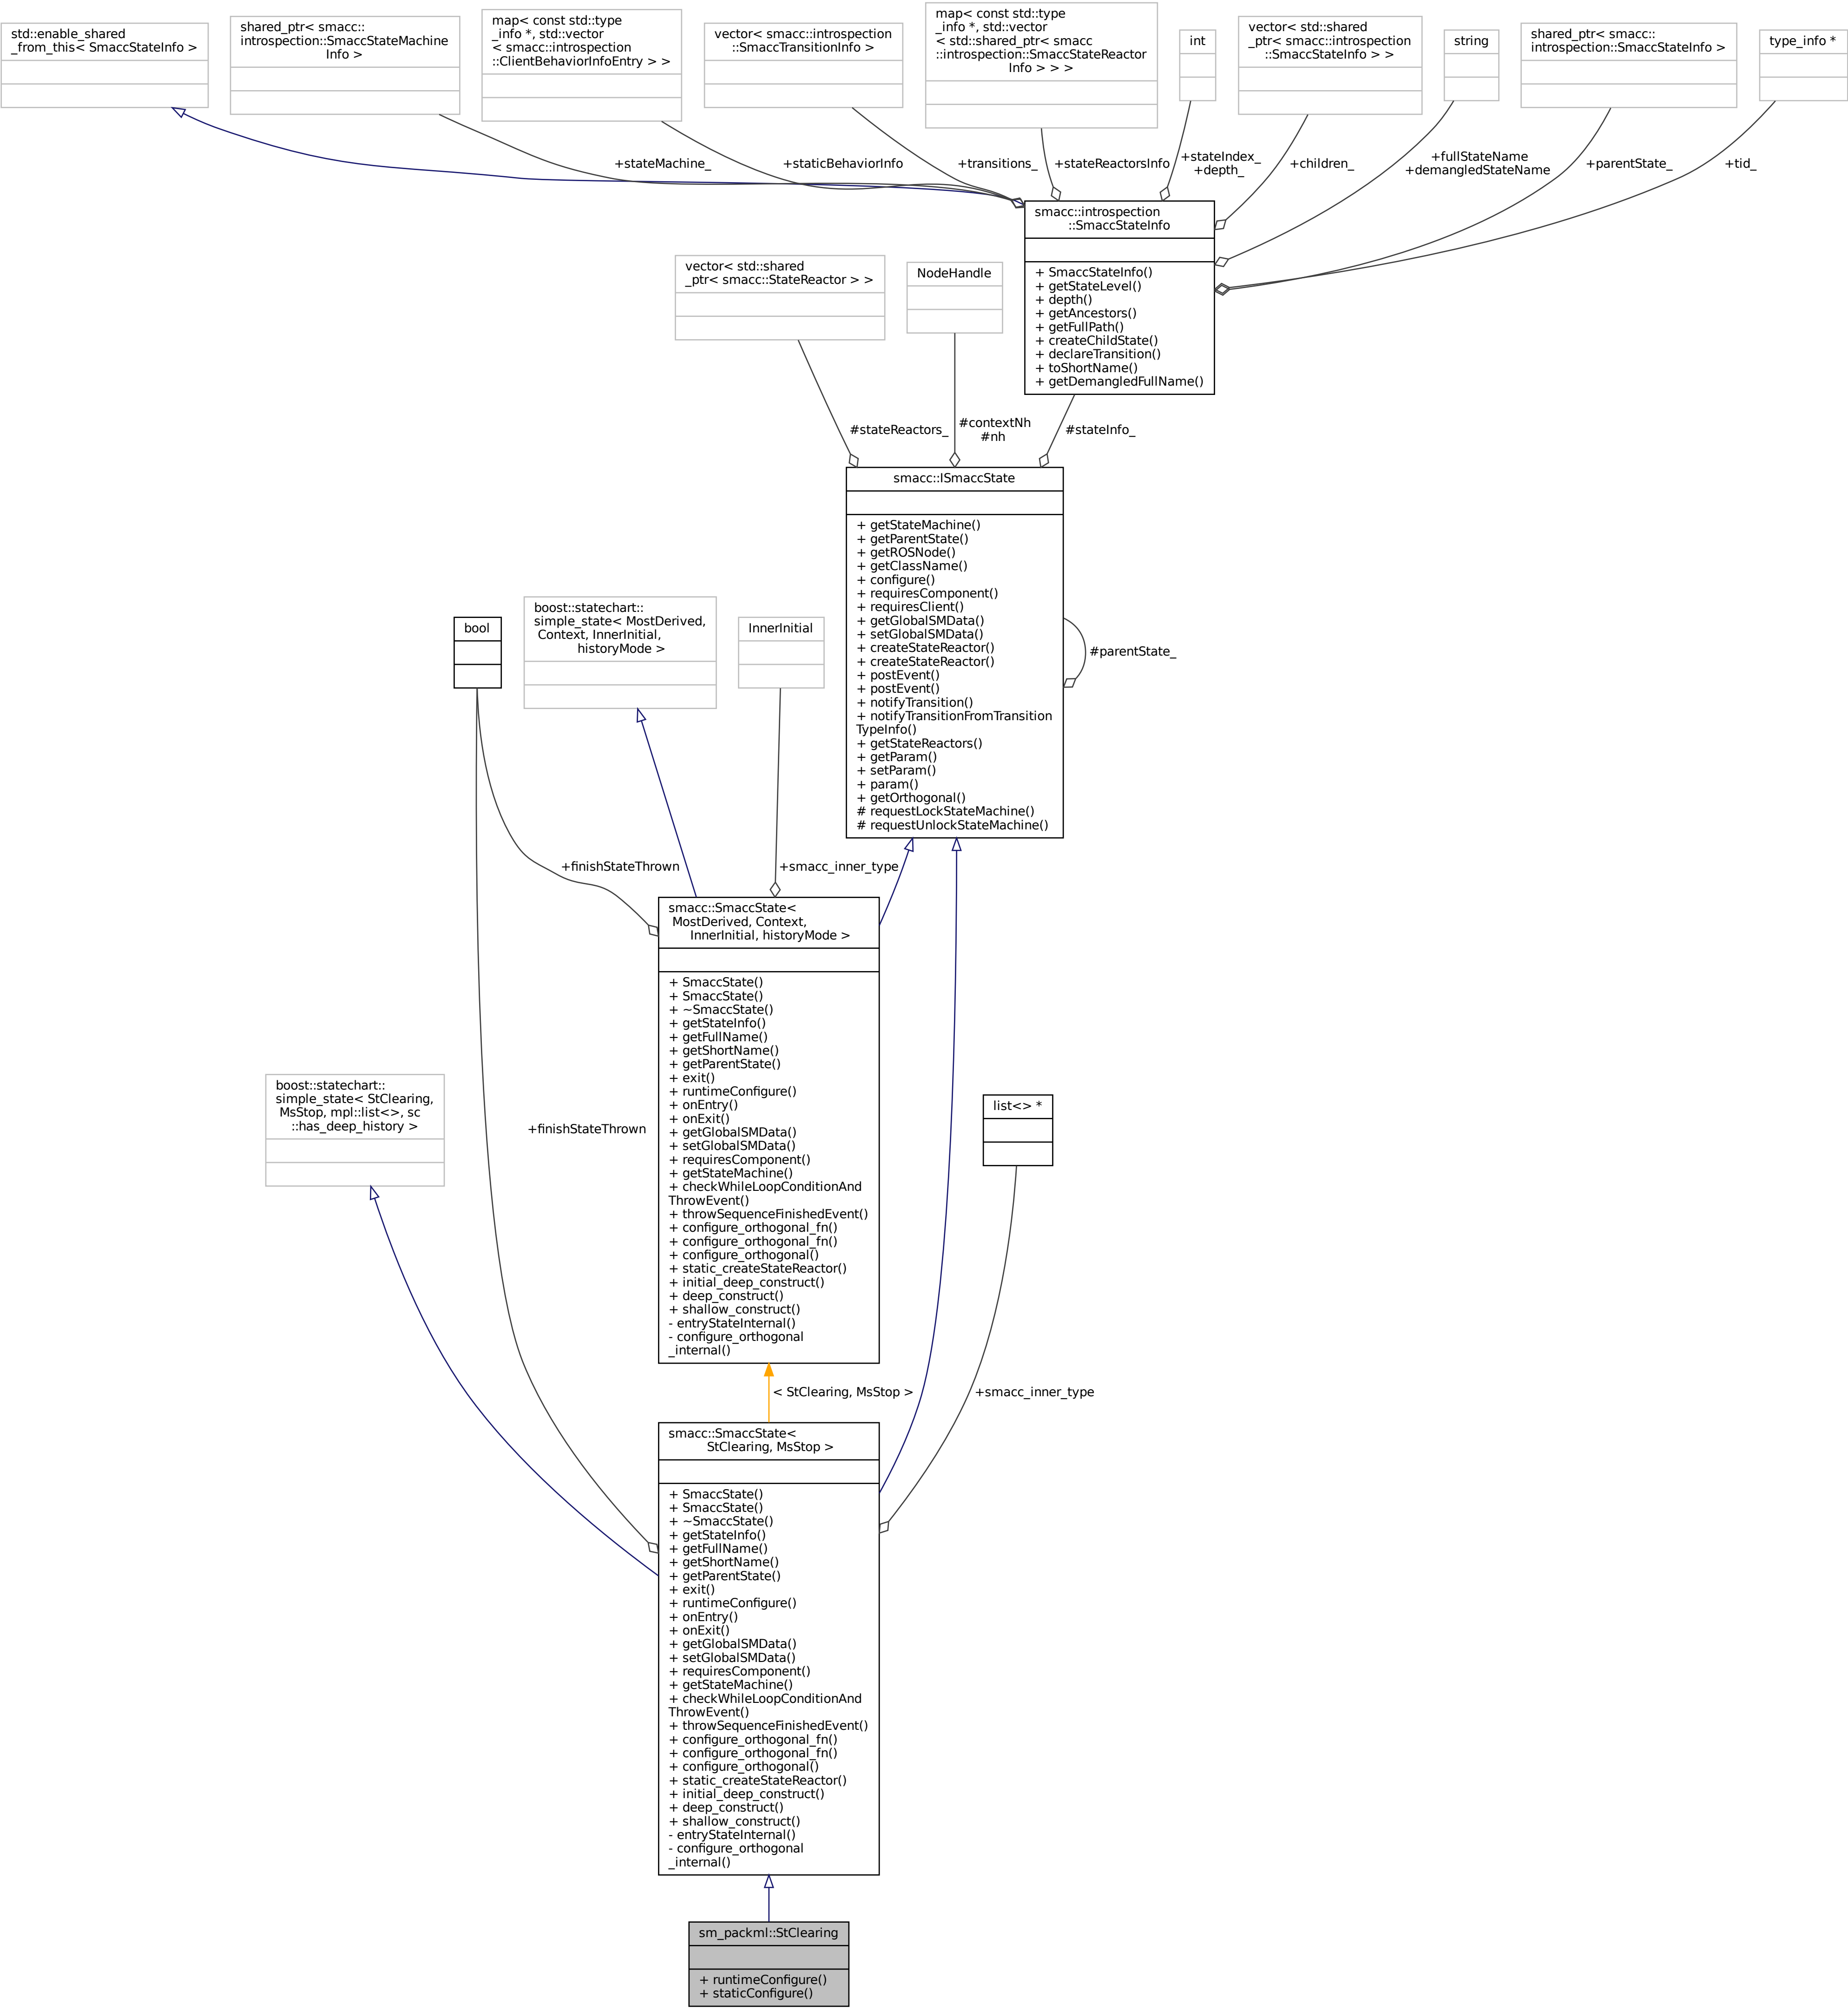 std::enable_shared
_from_this< SmaccStateInfo >
shared_ptr< smacc::
introspection::SmaccStateMachine
Info >
map< const std::type
_info *, std::vector
< smacc::introspection
::ClientBehaviorInfoEntry > >
vector< smacc::introspection
::SmaccTransitionInfo >
map< const std::type
_info *, std::vector
< std::shared_ptr< smacc
::introspection::SmaccStateReactor
Info > > >
int
vector< std::shared
_ptr< smacc::introspection
::SmaccStateInfo > >
string
shared_ptr< smacc::
introspection::SmaccStateInfo >
type_info *
+stateMachine_
+staticBehaviorInfo
+transitions_
+stateReactorsInfo
+stateIndex_
+depth_
+children_
+fullStateName
+demangledStateName
+parentState_
+tid_
smacc::introspection
::SmaccStateInfo
+ SmaccStateInfo()
+ getStateLevel()
+ depth()
+ getAncestors()
+ getFullPath()
+ createChildState()
+ declareTransition()
+ toShortName()
+ getDemangledFullName()
vector< std::shared
_ptr< smacc::StateReactor > >
NodeHandle
#stateReactors_
#contextNh
#nh
#stateInfo_
smacc::ISmaccState
+ getStateMachine()
+ getParentState()
+ getROSNode()
+ getClassName()
+ configure()
+ requiresComponent()
+ requiresClient()
+ getGlobalSMData()
+ setGlobalSMData()
+ createStateReactor()
+ createStateReactor()
+ postEvent()
+ postEvent()
+ notifyTransition()
+ notifyTransitionFromTransition
TypeInfo()
+ getStateReactors()
+ getParam()
+ setParam()
+ param()
+ getOrthogonal()
# requestLockStateMachine()
# requestUnlockStateMachine()
#parentState_
bool
boost::statechart::
simple_state< MostDerived,
Context, InnerInitial,
historyMode >
InnerInitial
+finishStateThrown
+smacc_inner_type
smacc::SmaccState<
MostDerived, Context,
InnerInitial, historyMode >
+ SmaccState()
+ SmaccState()
+ ~SmaccState()
+ getStateInfo()
+ getFullName()
+ getShortName()
+ getParentState()
+ exit()
+ runtimeConfigure()
+ onEntry()
+ onExit()
+ getGlobalSMData()
+ setGlobalSMData()
+ requiresComponent()
+ getStateMachine()
+ checkWhileLoopConditionAnd
ThrowEvent()
+ throwSequenceFinishedEvent()
+ configure_orthogonal_fn()
+ configure_orthogonal_fn()
+ configure_orthogonal()
+ static_createStateReactor()
+ initial_deep_construct()
+ deep_construct()
+ shallow_construct()
- entryStateInternal()
- configure_orthogonal
_internal()
boost::statechart::
simple_state< StClearing,
MsStop, mpl::list<>, sc
::has_deep_history >
+finishStateThrown
list<> *
< StClearing, MsStop >
+smacc_inner_type
smacc::SmaccState<
StClearing, MsStop >
+ SmaccState()
+ SmaccState()
+ ~SmaccState()
+ getStateInfo()
+ getFullName()
+ getShortName()
+ getParentState()
+ exit()
+ runtimeConfigure()
+ onEntry()
+ onExit()
+ getGlobalSMData()
+ setGlobalSMData()
+ requiresComponent()
+ getStateMachine()
+ checkWhileLoopConditionAnd
ThrowEvent()
+ throwSequenceFinishedEvent()
+ configure_orthogonal_fn()
+ configure_orthogonal_fn()
+ configure_orthogonal()
+ static_createStateReactor()
+ initial_deep_construct()
+ deep_construct()
+ shallow_construct()
- entryStateInternal()
- configure_orthogonal
_internal()
sm_packml::StClearing
+ runtimeConfigure()
+ staticConfigure()